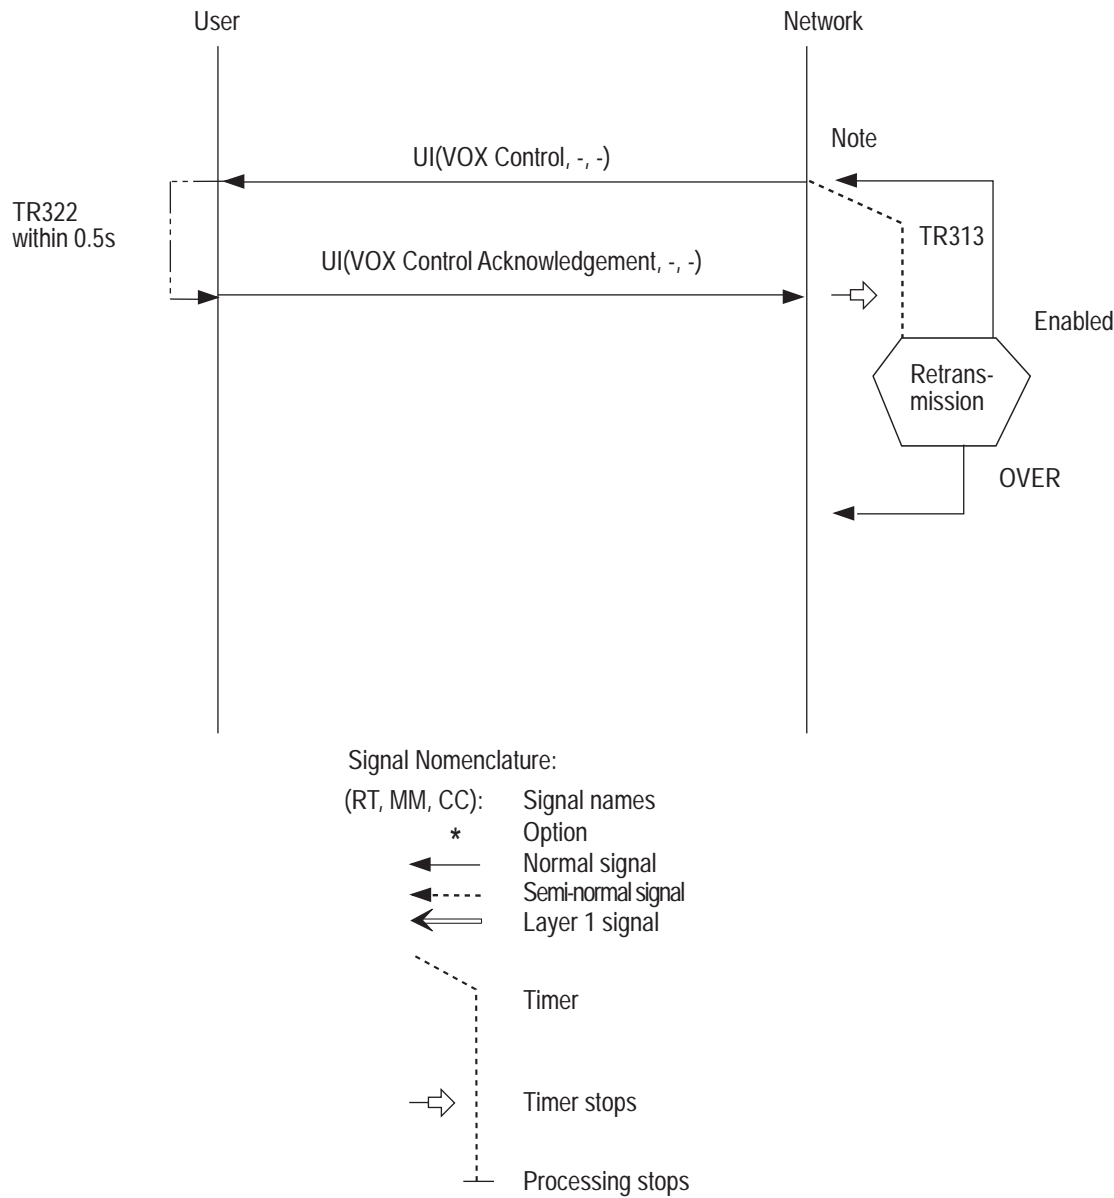 User
Network
Note
UI(VOX Control, -, -)
TR322
within 0.5s
TR313
UI(VOX Control Acknowledgement, -, -)
Enabled
Retrans-
mission
OVER
Signal Nomenclature:
(RT, MM, CC): Signal names
* Option
Normal signal
Semi-normal signal
Layer 1 signal
Timer
Timer stops
Processing stops